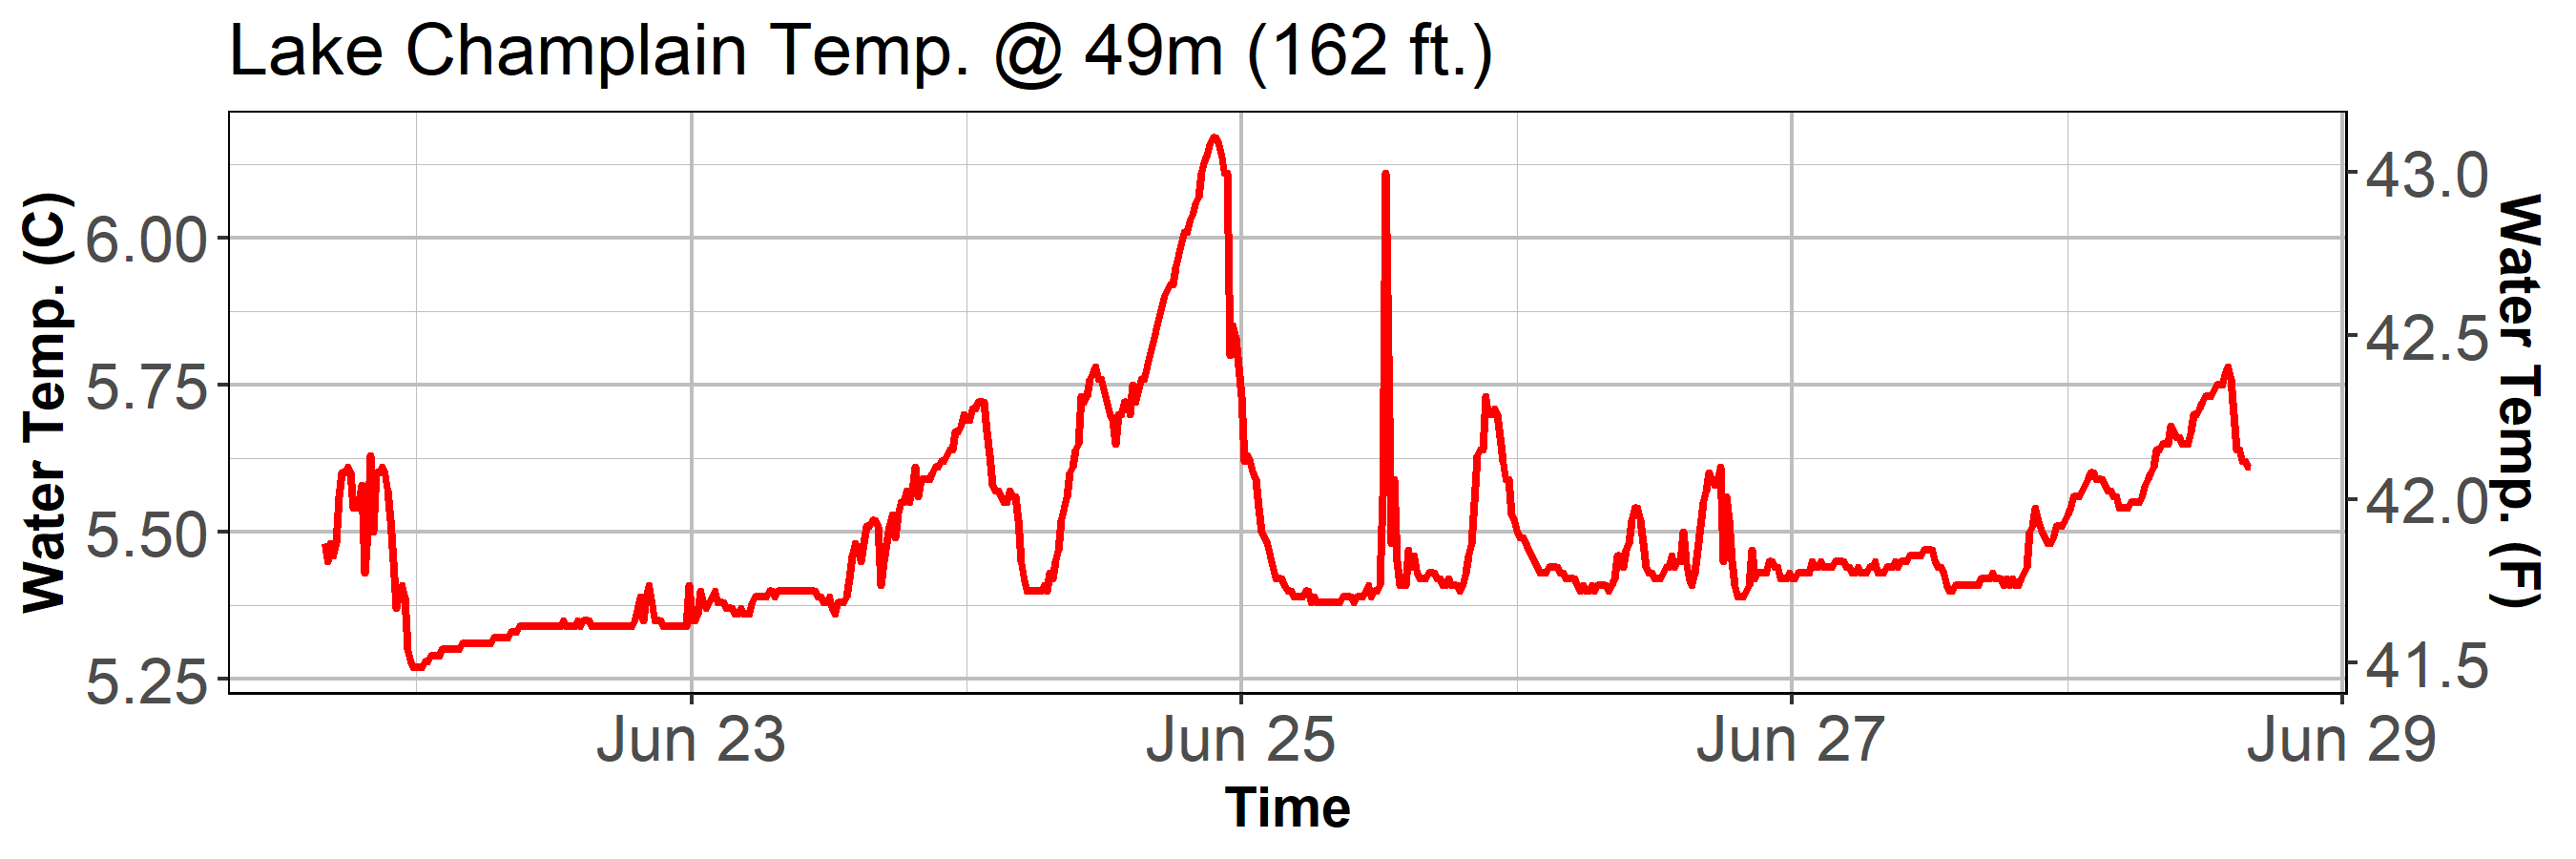 Lake Champlain Temp. @ 49m (162 ft.)
Water Temp. (C)
6.00
5.75
5.50
5.25
43.0
42.5
42.0
41.5
Water Temp. (F)
Jun 23
Jun 25
Jun 27
Jun 29
Time